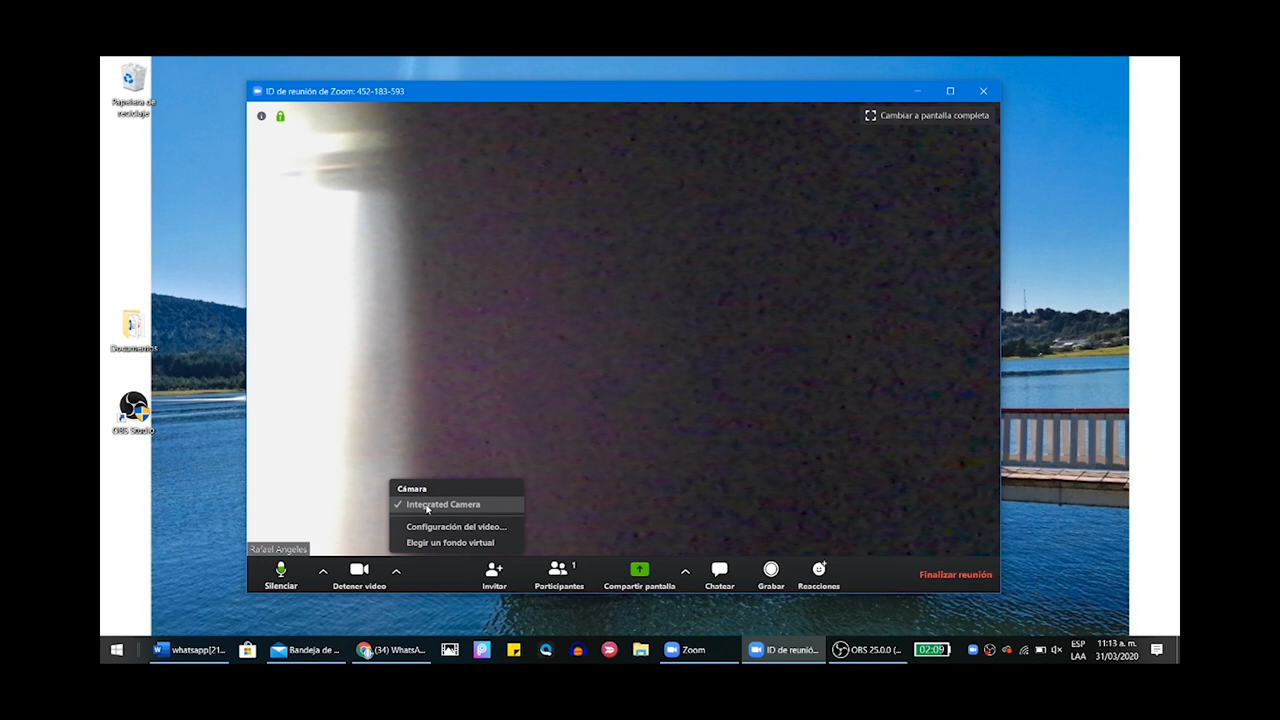 Papelera de
reciclaje
ID de reunión de Zoom: 452-183-593
Cambiar a pantalla completa
Documentos
OBS Studio
Cámara
Integrated Camera
Configuración del video...
Elegir un fondo virtual
Rafael Angeles
Silenciar
Detener video
Invitar
1
Participantes
Compartir pantalla
Chatear
Grabar
Reacciones
Finalizar reunión
whatsapp[21...
Bandeja de ...
(34) WhatsA...
Zoom
ID de reunió...
OBS 25.0.0 (...
02:09
ESP
LAA
11:13 a. m.
31/03/2020